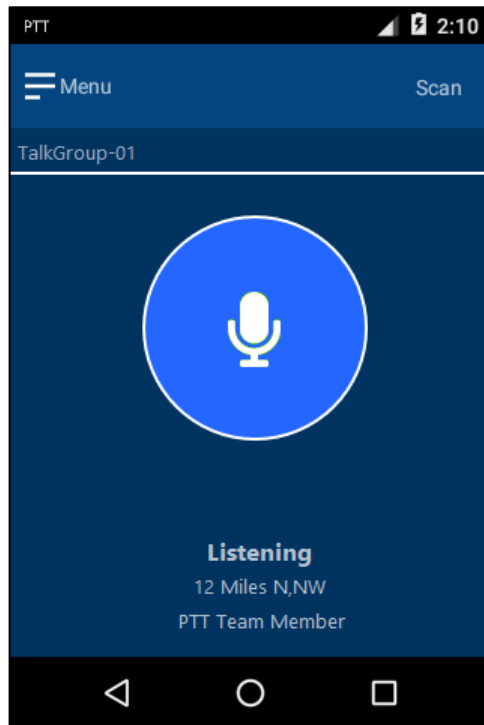 PTT 2:10
Menu Scan
TalkGroup-01
Listening
12 Miles N,NW
PTT Team Member